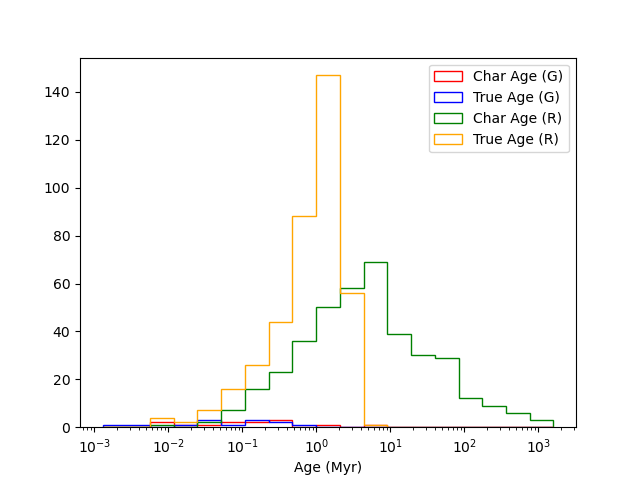 Char Age (G)
True Age (G)
Char Age (R)
True Age (R)
140
120
100
80
60
40
20
0
10⁻³ 10⁻² 10⁻¹ 10⁰ 10¹ 10² 10³
Age (Myr)